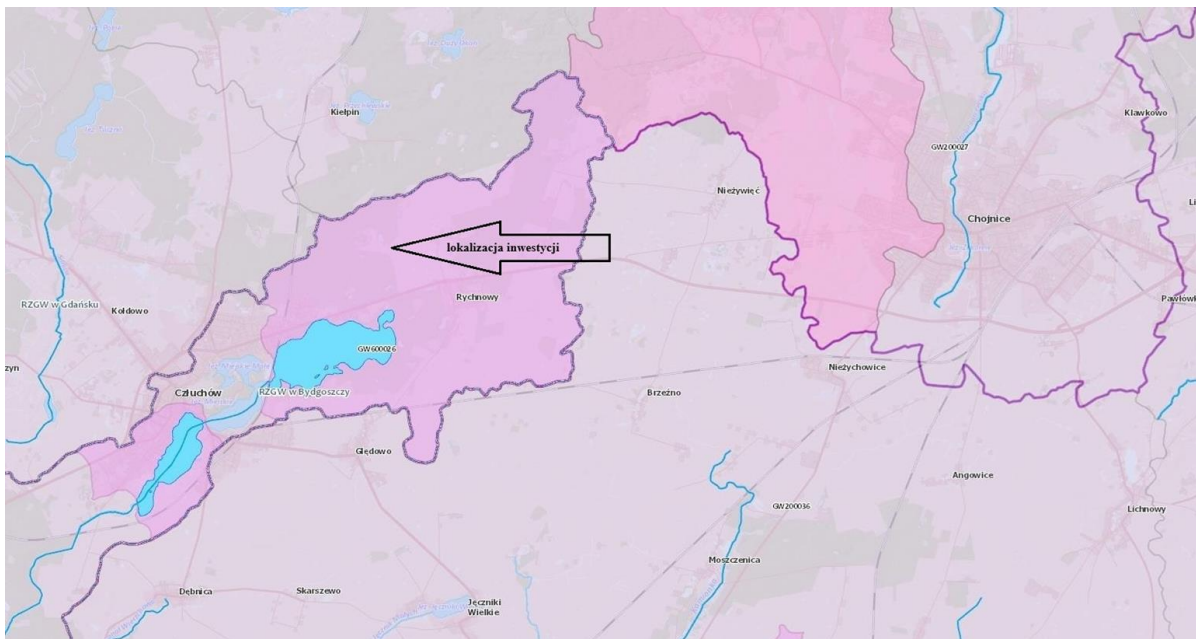 Kiełpin
Klawkowo
GW200027
Nieżywięć
Chojnice
lokalizacja inwestycji
Rychnowy
RZGW w Gdańsku
Kołdowo
Pawłówk
GW600026
zyn
Nieżychowice
Człuchów
RZGW w Bydgoszczy
Brzeźno
Ględowo
Angowice
GW200036
Lichnowy
Moszczenica
Dębnica
Skarszewo
Jęczniki
Wielkie